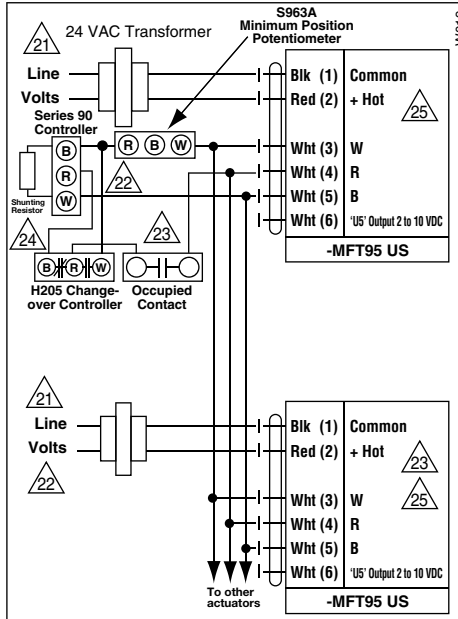 S963A
Minimum Position
Potentiometer
21
24 VAC Transformer
Line
Volts
Blk (1) Common
Red (2) + Hot
25
Series 90
Controller
B
R
W
R B W
22
Wht (3) W
Wht (4) R
Wht (5) B
Wht (6) 'U5' Output 2 to 10 VDC
-MFT95 US
Shunting
Resistor
24
23
B R W
H205 Change-
over Controller
Occupied
Contact
21
Line
Volts
22
Blk (1) Common
Red (2) + Hot
23
25
Wht (3) W
Wht (4) R
Wht (5) B
Wht (6) 'U5' Output 2 to 10 VDC
-MFT95 US
To other
actuators